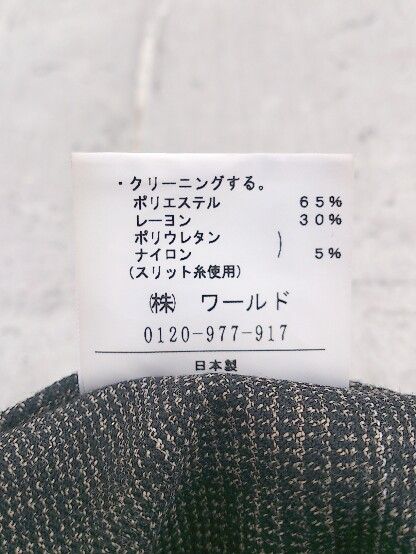 ・クリーニングする。
ポリエステル 65%
レーヨン 30%
ポリウレタン
ナイロン ) 5%
(スリット糸使用)
㈱ ワールド
0120-977-917
日本製